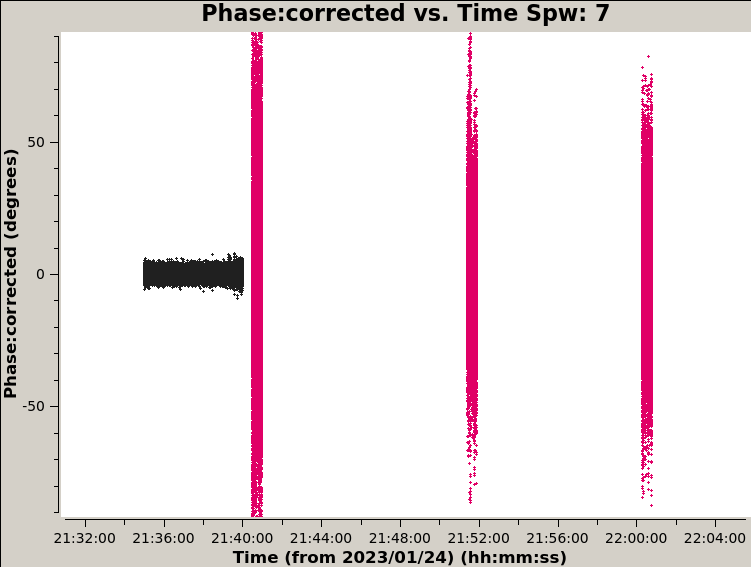 Phase:corrected vs. Time Spw: 7
Phase:corrected (degrees)
50
0
-50
21:32:00 21:36:00 21:40:00 21:44:00 21:48:00 21:52:00 21:56:00 22:00:00 22:04:00
Time (from 2023/01/24) (hh:mm:ss)